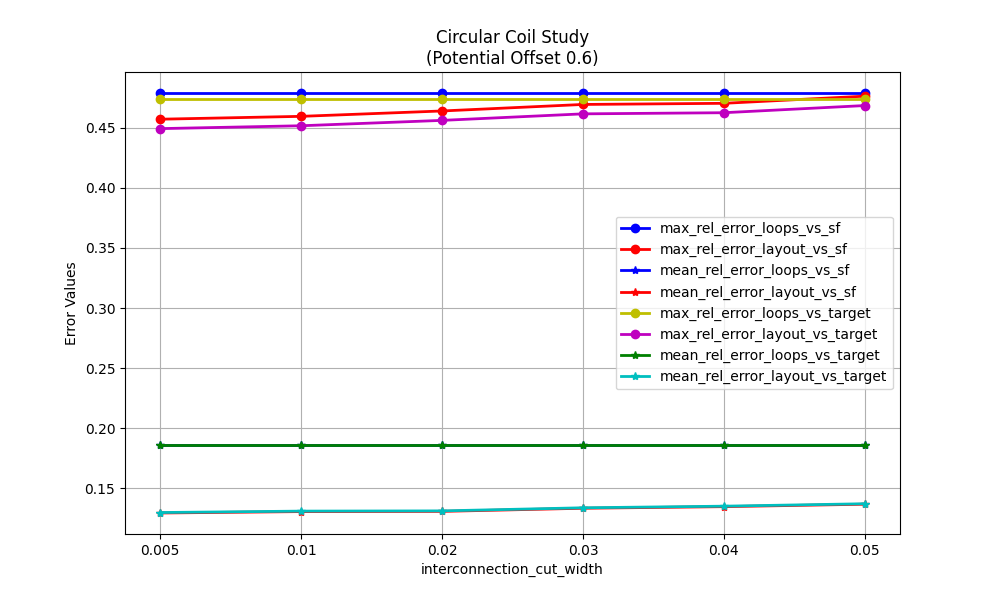 Circular Coil Study
(Potential Offset 0.6)
Error Values
0.45
0.40
0.35
0.30
0.25
0.20
0.15
max_rel_error_loops_vs_sf
max_rel_error_layout_vs_sf
mean_rel_error_loops_vs_sf
mean_rel_error_layout_vs_sf
max_rel_error_loops_vs_target
max_rel_error_layout_vs_target
mean_rel_error_loops_vs_target
mean_rel_error_layout_vs_target
0.005 0.01 0.02 0.03 0.04 0.05
interconnection_cut_width